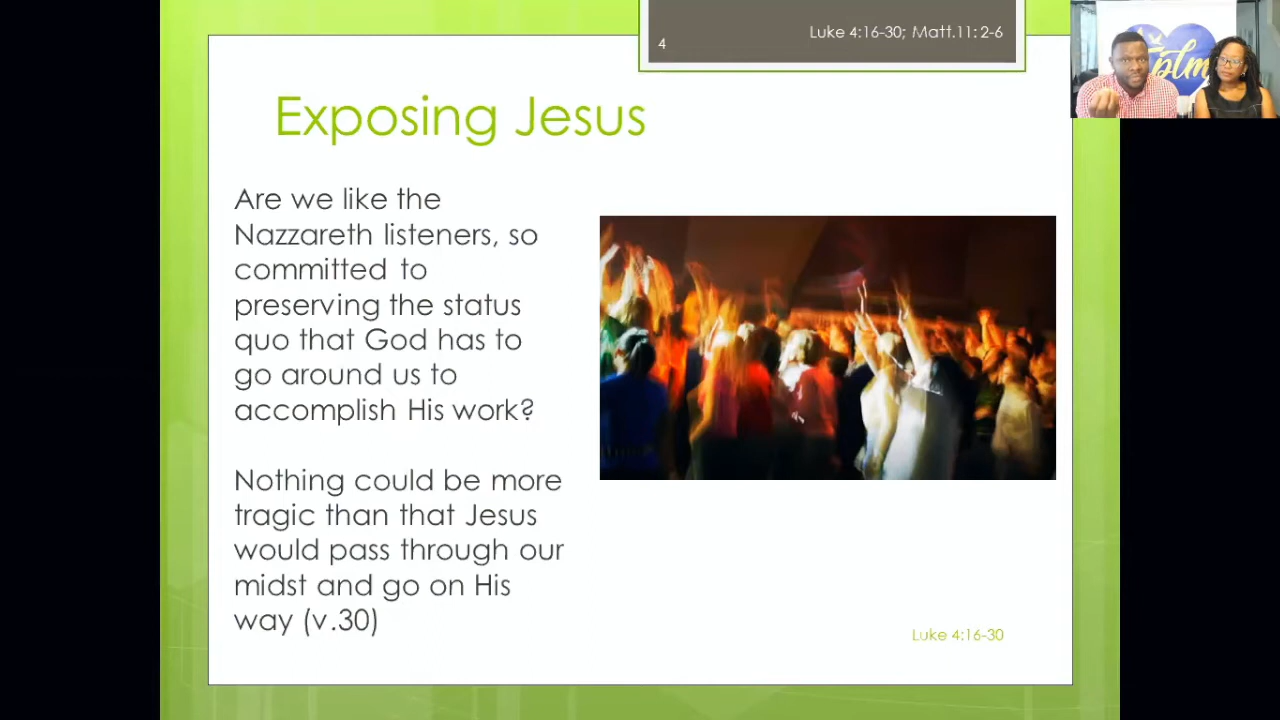 Luke 4:16-30; Matt.11: 2-6
4
plm
Exposing Jesus
Are we like the
Nazzareth listeners, so
committed to
preserving the status
quo that God has to
go around us to
accomplish His work?
Nothing could be more
tragic than that Jesus
would pass through our
midst and go on His
way (v.30)
Luke 4:16-30